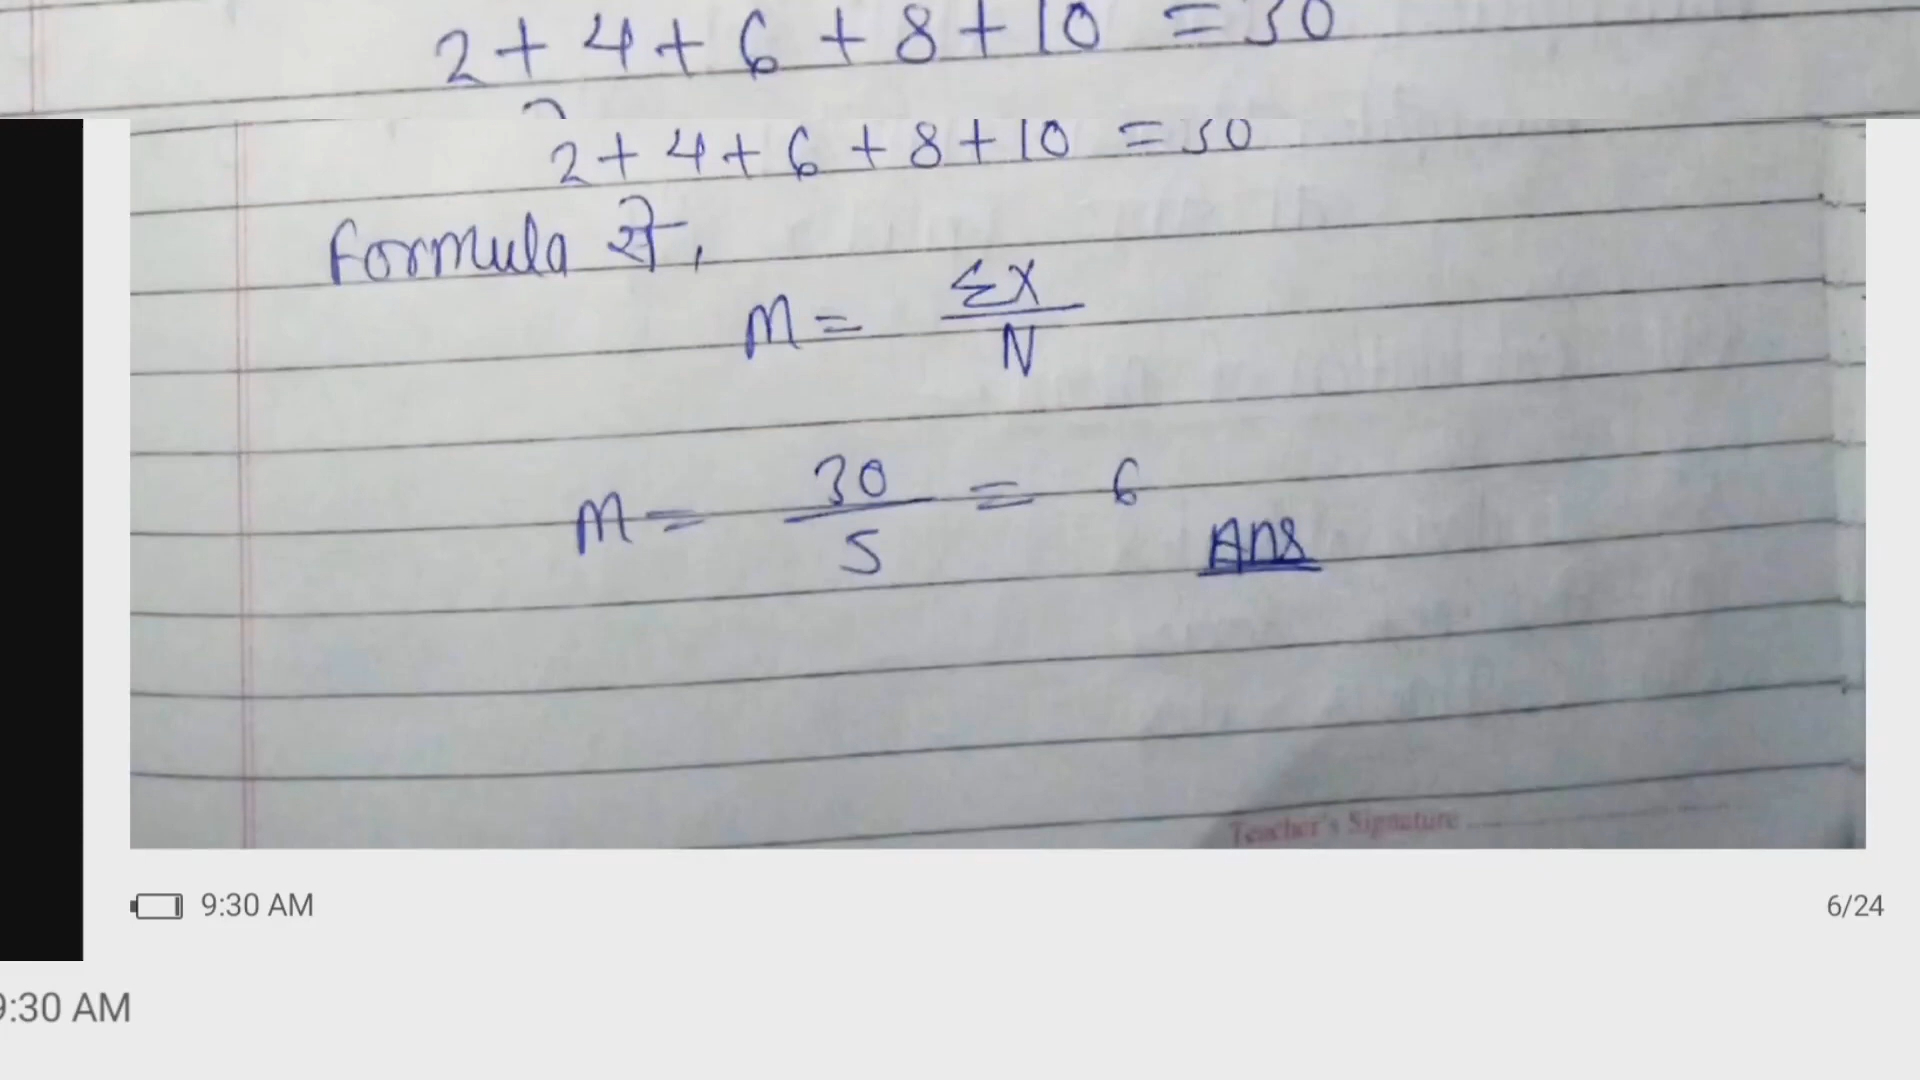 2 + 4 + 6 + 8 + 10 = 30
2 + 4 + 6 + 8 + 10 = 30
Formula से,
M = ΣX
N
M = 30 = 6
5
Ans
Teacher's Signature
9:30 AM
6/24
9:30 AM